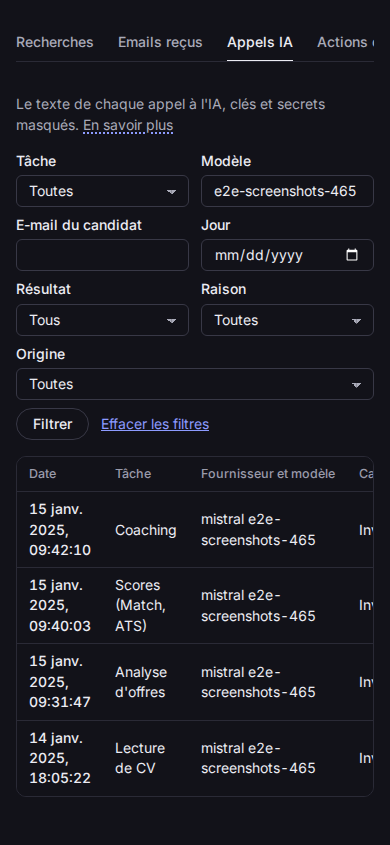 Recherches Emails reçus Appels IA Actions
Le texte de chaque appel à l'IA, clés et secrets
masqués. En savoir plus
Tâche Modèle
Toutes e2e-screenshots-465
E-mail du candidat Jour
mm/dd/yyyy
Résultat Raison
Tous Toutes
Origine
Toutes
Filtrer Effacer les filtres
Date Tâche Fournisseur et modèle
15 janv.
2025,
09:42:10
Coaching
mistral e2e-
screenshots-465
15 janv.
2025,
09:40:03
Scores
(Match,
ATS)
mistral e2e-
screenshots-465
15 janv.
2025,
09:31:47
Analyse
d'offres
mistral e2e-
screenshots-465
14 janv.
2025,
18:05:22
Lecture
de CV
mistral e2e-
screenshots-465